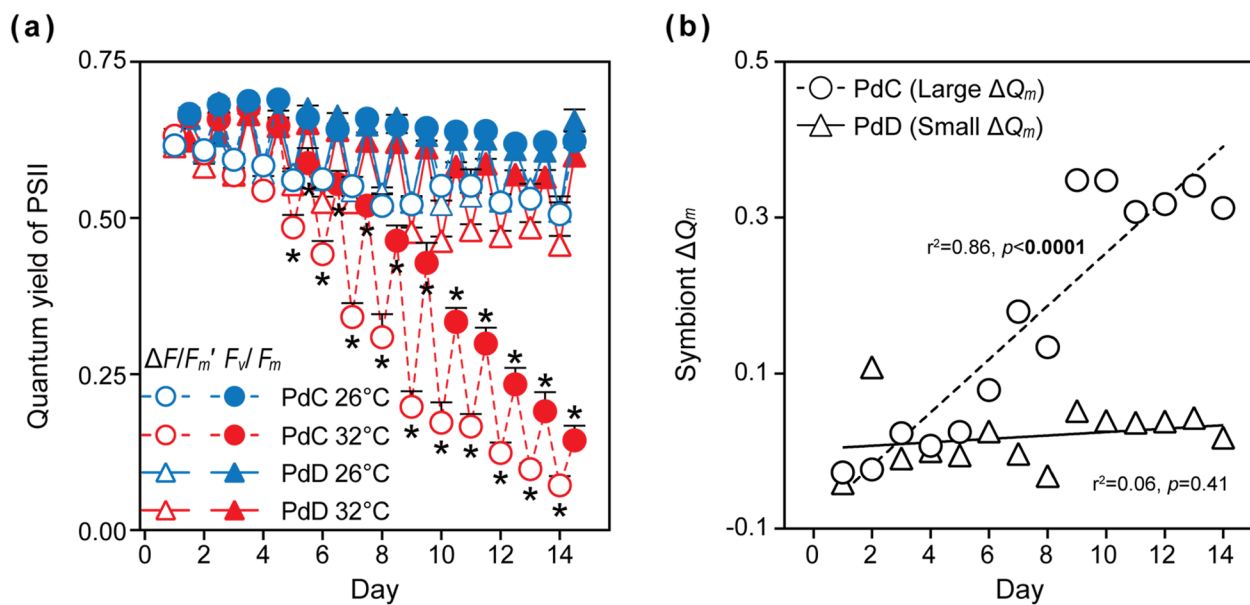 (a)
Quantum yield of PSII
0.75
0.50
0.25
0.00
ΔF/Fm' Fv/ Fm
PdC 26°C
PdC 32°C
PdD 26°C
PdD 32°C
* * * * * * * * * * * * * * * * * * * *
0 2 4 6 8 10 12 14
Day
(b)
Symbiont ΔQm
0.5
0.3
0.1
-0.1
PdC (Large ΔQm)
PdD (Small ΔQm)
r²=0.86, p<0.0001
r²=0.06, p=0.41
0 2 4 6 8 10 12 14
Day